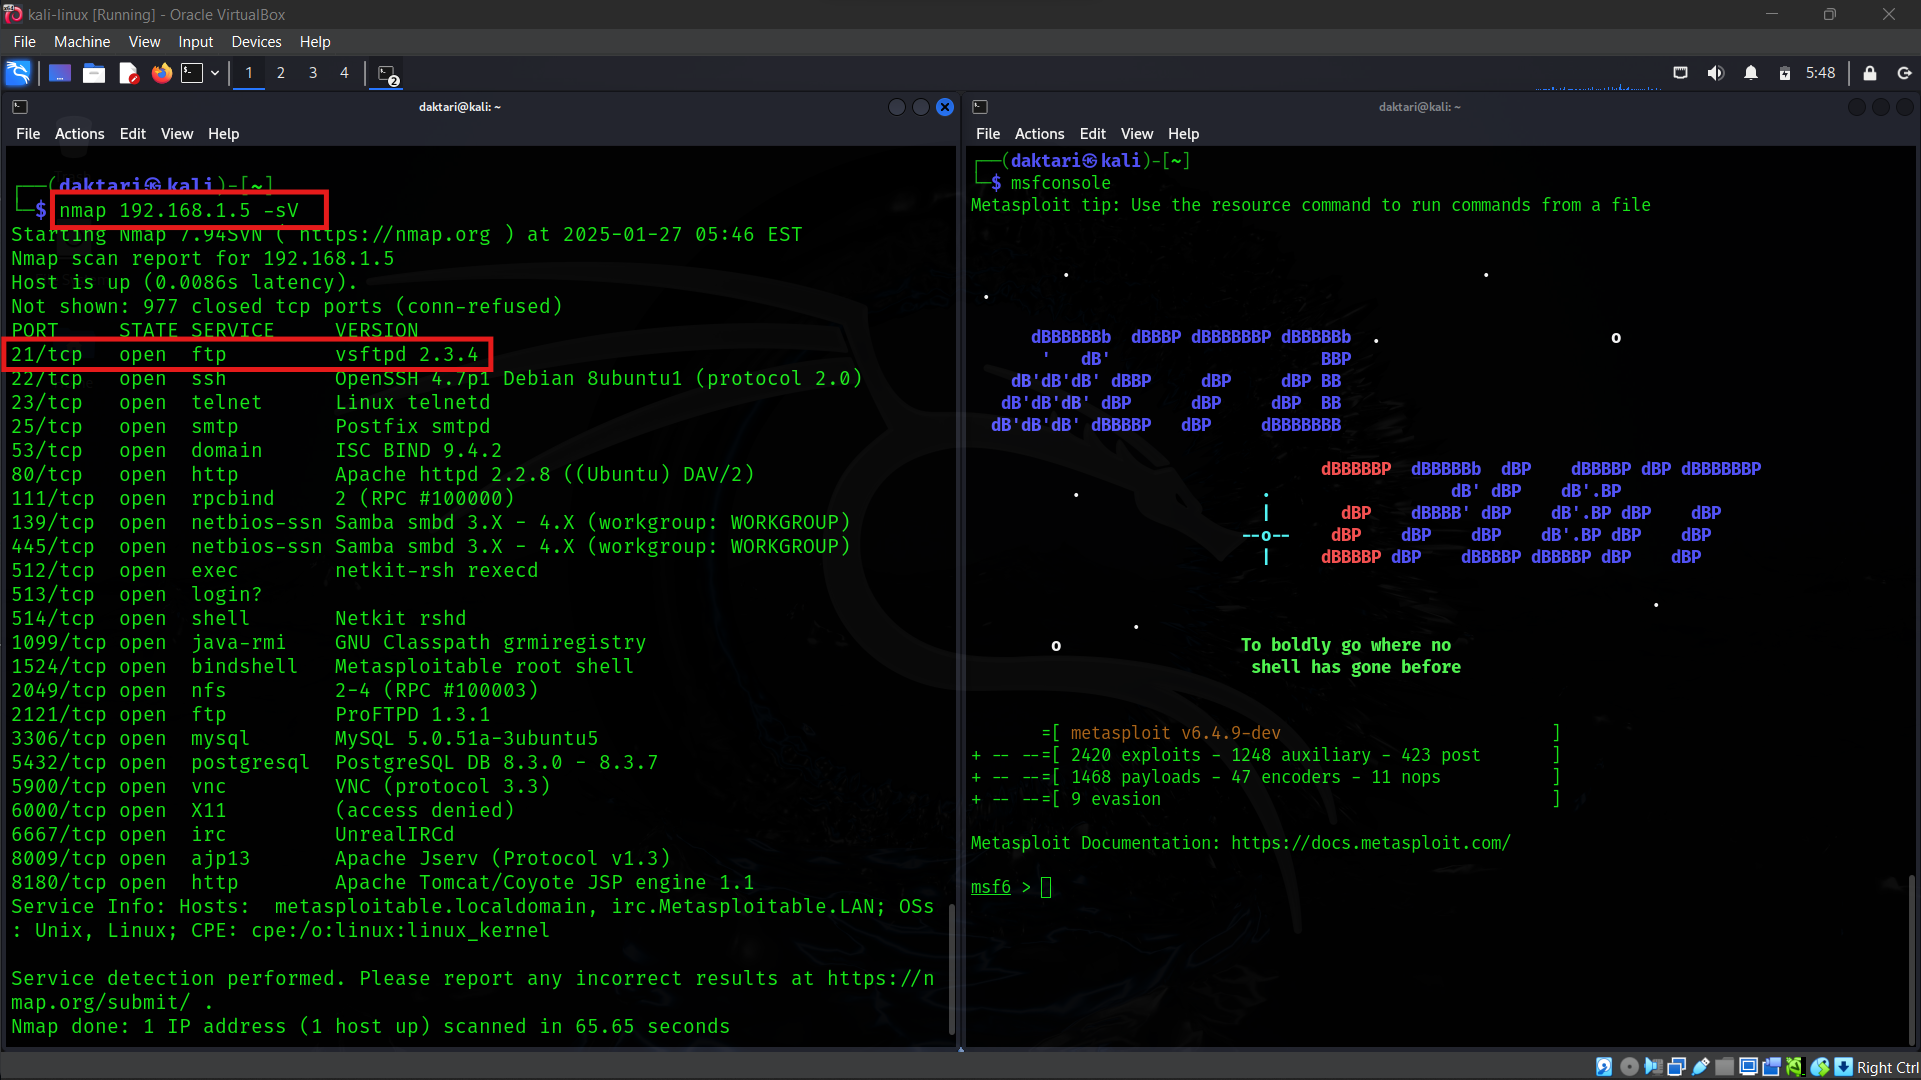 kali-linux [Running] - Oracle VirtualBox
File Machine View Input Devices Help
1 2 3 4 2 5:48
daktari@kali: ~
File Actions Edit View Help
┌──(daktari㉿kali)-[~]
└─$ nmap 192.168.1.5 -sV
Starting Nmap 7.94SVN ( https://nmap.org ) at 2025-01-27 05:46 EST
Nmap scan report for 192.168.1.5
Host is up (0.0086s latency).
Not shown: 977 closed tcp ports (conn-refused)
PORT STATE SERVICE VERSION
21/tcp open ftp vsftpd 2.3.4
22/tcp open ssh OpenSSH 4.7p1 Debian 8ubuntu1 (protocol 2.0)
23/tcp open telnet Linux telnetd
25/tcp open smtp Postfix smtpd
53/tcp open domain ISC BIND 9.4.2
80/tcp open http Apache httpd 2.2.8 ((Ubuntu) DAV/2)
111/tcp open rpcbind 2 (RPC #100000)
139/tcp open netbios-ssn Samba smbd 3.X - 4.X (workgroup: WORKGROUP)
445/tcp open netbios-ssn Samba smbd 3.X - 4.X (workgroup: WORKGROUP)
512/tcp open exec netkit-rsh rexecd
513/tcp open login?
514/tcp open shell Netkit rshd
1099/tcp open java-rmi GNU Classpath grmiregistry
1524/tcp open bindshell Metasploitable root shell
2049/tcp open nfs 2-4 (RPC #100003)
2121/tcp open ftp ProFTPD 1.3.1
3306/tcp open mysql MySQL 5.0.51a-3ubuntu5
5432/tcp open postgresql PostgreSQL DB 8.3.0 - 8.3.7
5900/tcp open vnc VNC (protocol 3.3)
6000/tcp open X11 (access denied)
6667/tcp open irc UnrealIRCd
8009/tcp open ajp13 Apache Jserv (Protocol v1.3)
8180/tcp open http Apache Tomcat/Coyote JSP engine 1.1
Service Info: Hosts:  metasploitable.localdomain, irc.Metasploitable.LAN; OSs
: Unix, Linux; CPE: cpe:/o:linux:linux_kernel
Service detection performed. Please report any incorrect results at https://n
map.org/submit/ .
Nmap done: 1 IP address (1 host up) scanned in 65.65 seconds
daktari@kali: ~
File Actions Edit View Help
┌──(daktari㉿kali)-[~]
└─$ msfconsole
Metasploit tip: Use the resource command to run commands from a file
dBBBBBBb  dBBBP dBBBBBBP dBBBBBb  .                       o
' dB' BBP
dB'dB'dB' dBBP     dBP     dBP BB
dB'dB'dB' dBP      dBP     dBP  BB
dB'dB'dB' dBBBBP   dBP     dBBBBBBB
dBBBBBP  dBBBBBb  dBP    dBBBBP dBP dBBBBBBP
. dB' dBP    dB'.BP
| dBP    dBBBB' dBP    dB'.BP dBP    dBP
--o-- dBP    dBP    dBP    dB'.BP dBP    dBP
| dBBBBP dBP    dBBBBP dBBBBP dBP    dBP
o To boldly go where no
shell has gone before
=[ metasploit v6.4.9-dev ]
+ -- --=[ 2420 exploits - 1248 auxiliary - 423 post ]
+ -- --=[ 1468 payloads - 47 encoders - 11 nops ]
+ -- --=[ 9 evasion ]
Metasploit Documentation: https://docs.metasploit.com/
msf6 >
Right Ctrl